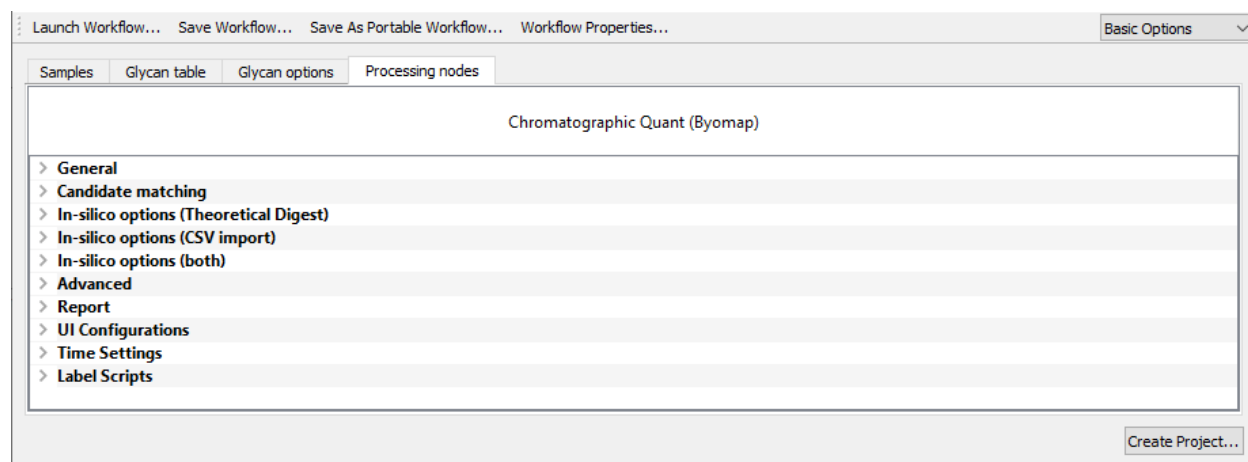 Launch Workflow... Save Workflow... Save As Portable Workflow... Workflow Properties... Basic Options
Samples Glycan table Glycan options Processing nodes
Chromatographic Quant (Byomap)
General
Candidate matching
In-silico options (Theoretical Digest)
In-silico options (CSV import)
In-silico options (both)
Advanced
Report
UI Configurations
Time Settings
Label Scripts
Create Project...